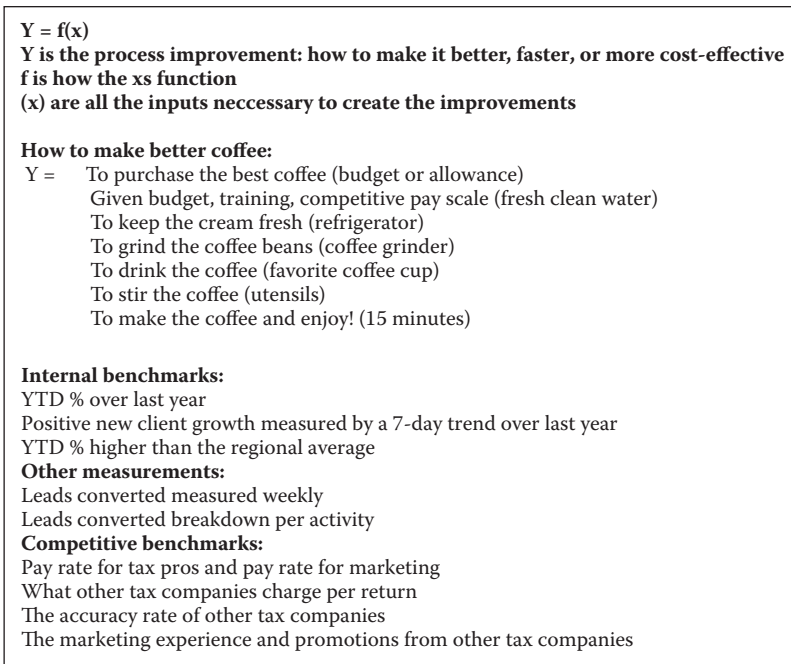 Y = f(x)
Y is the process improvement: how to make it better, faster, or more cost-effective
f is how the xs function
(x) are all the inputs neccessary to create the improvements
How to make better coffee:
Y = To purchase the best coffee (budget or allowance)
Given budget, training, competitive pay scale (fresh clean water)
To keep the cream fresh (refrigerator)
To grind the coffee beans (coffee grinder)
To drink the coffee (favorite coffee cup)
To stir the coffee (utensils)
To make the coffee and enjoy! (15 minutes)
Internal benchmarks:
YTD % over last year
Positive new client growth measured by a 7-day trend over last year
YTD % higher than the regional average
Other measurements:
Leads converted measured weekly
Leads converted breakdown per activity
Competitive benchmarks:
Pay rate for tax pros and pay rate for marketing
What other tax companies charge per return
The accuracy rate of other tax companies
The marketing experience and promotions from other tax companies